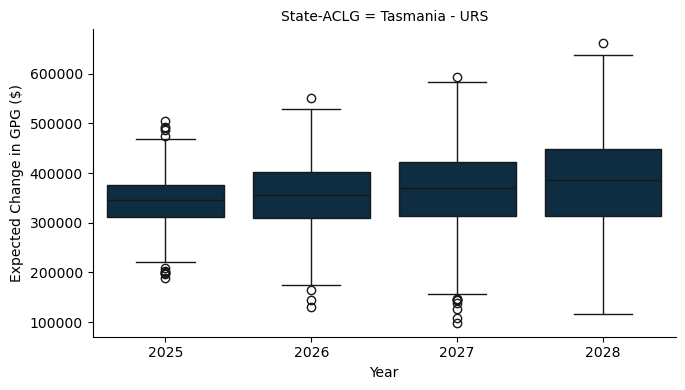 State-ACLG = Tasmania - URS
Expected Change in GPG ($)
600000
500000
400000
300000
200000
100000
2025 2026 2027 2028
Year